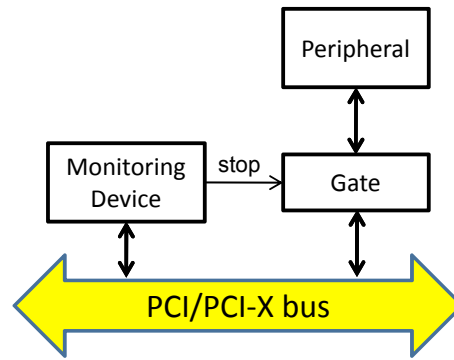 Peripheral
Monitoring
Device
stop
Gate
PCI/PCI-X bus